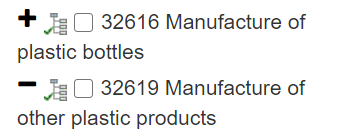 32616 Manufacture of
plastic bottles
32619 Manufacture of
other plastic products